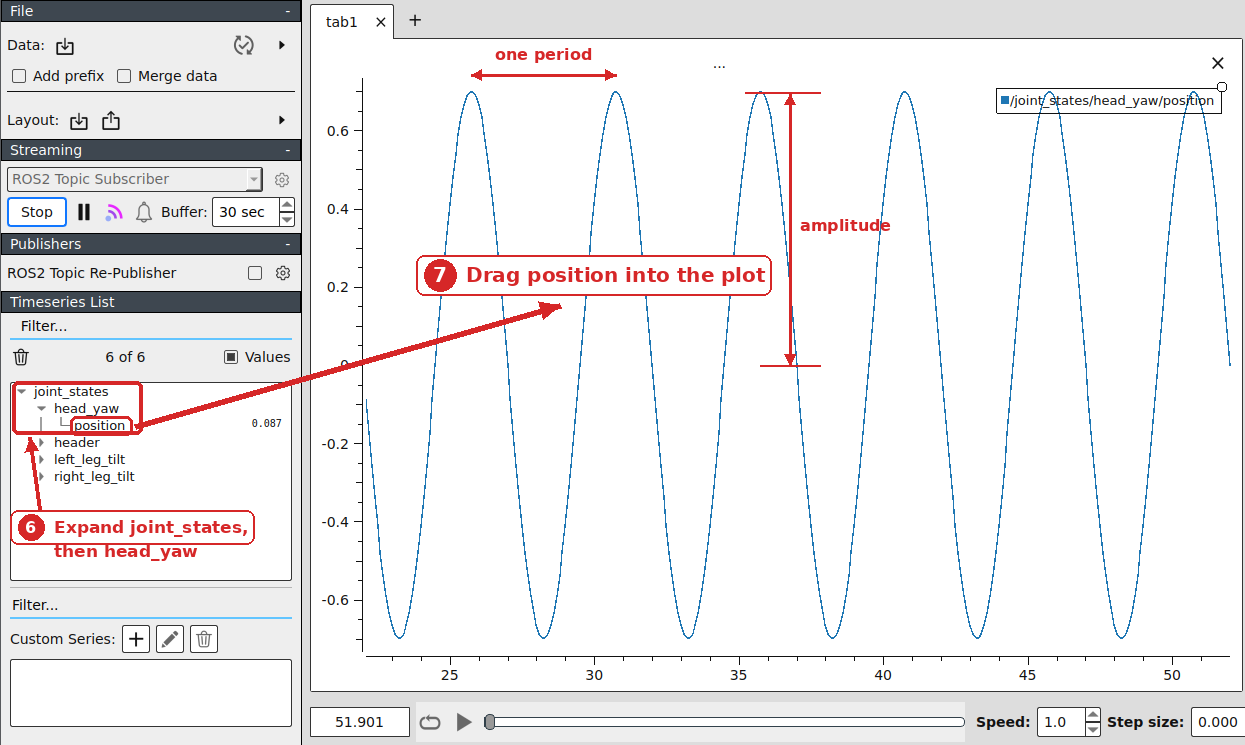 File -
tab1 × +
Data:
one period
...
Add prefix Merge data
/joint_states/head_yaw/position
Layout:
0.6
Streaming -
ROS2 Topic Subscriber
0.4
Stop Buffer: 30 sec
amplitude
Publishers -
ROS2 Topic Re-Publisher
7 Drag position into the plot
0.2
Timeseries List
Filter...
6 of 6 Values
0
joint_states
head_yaw
position 0.087
header
-0.2
left_leg_tilt
right_leg_tilt
-0.4
6 Expand joint_states,
then head_yaw
-0.6
Filter...
Custom Series:
25 30 35 40 45 50
51.901 Speed: 1.0 Step size: 0.000